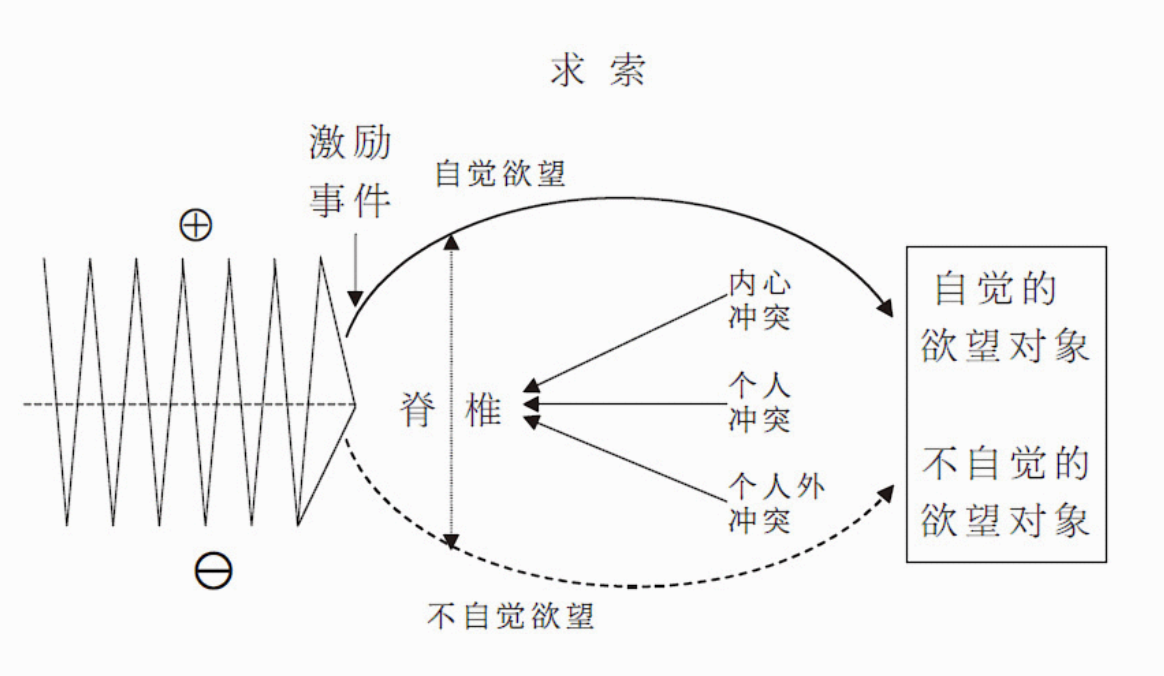 求 索
激励
事件
自觉欲望
⊕
内心
冲突
自觉的
欲望对象
脊 椎
个人
冲突
不自觉的
欲望对象
个人外
冲突
⊖
不自觉欲望